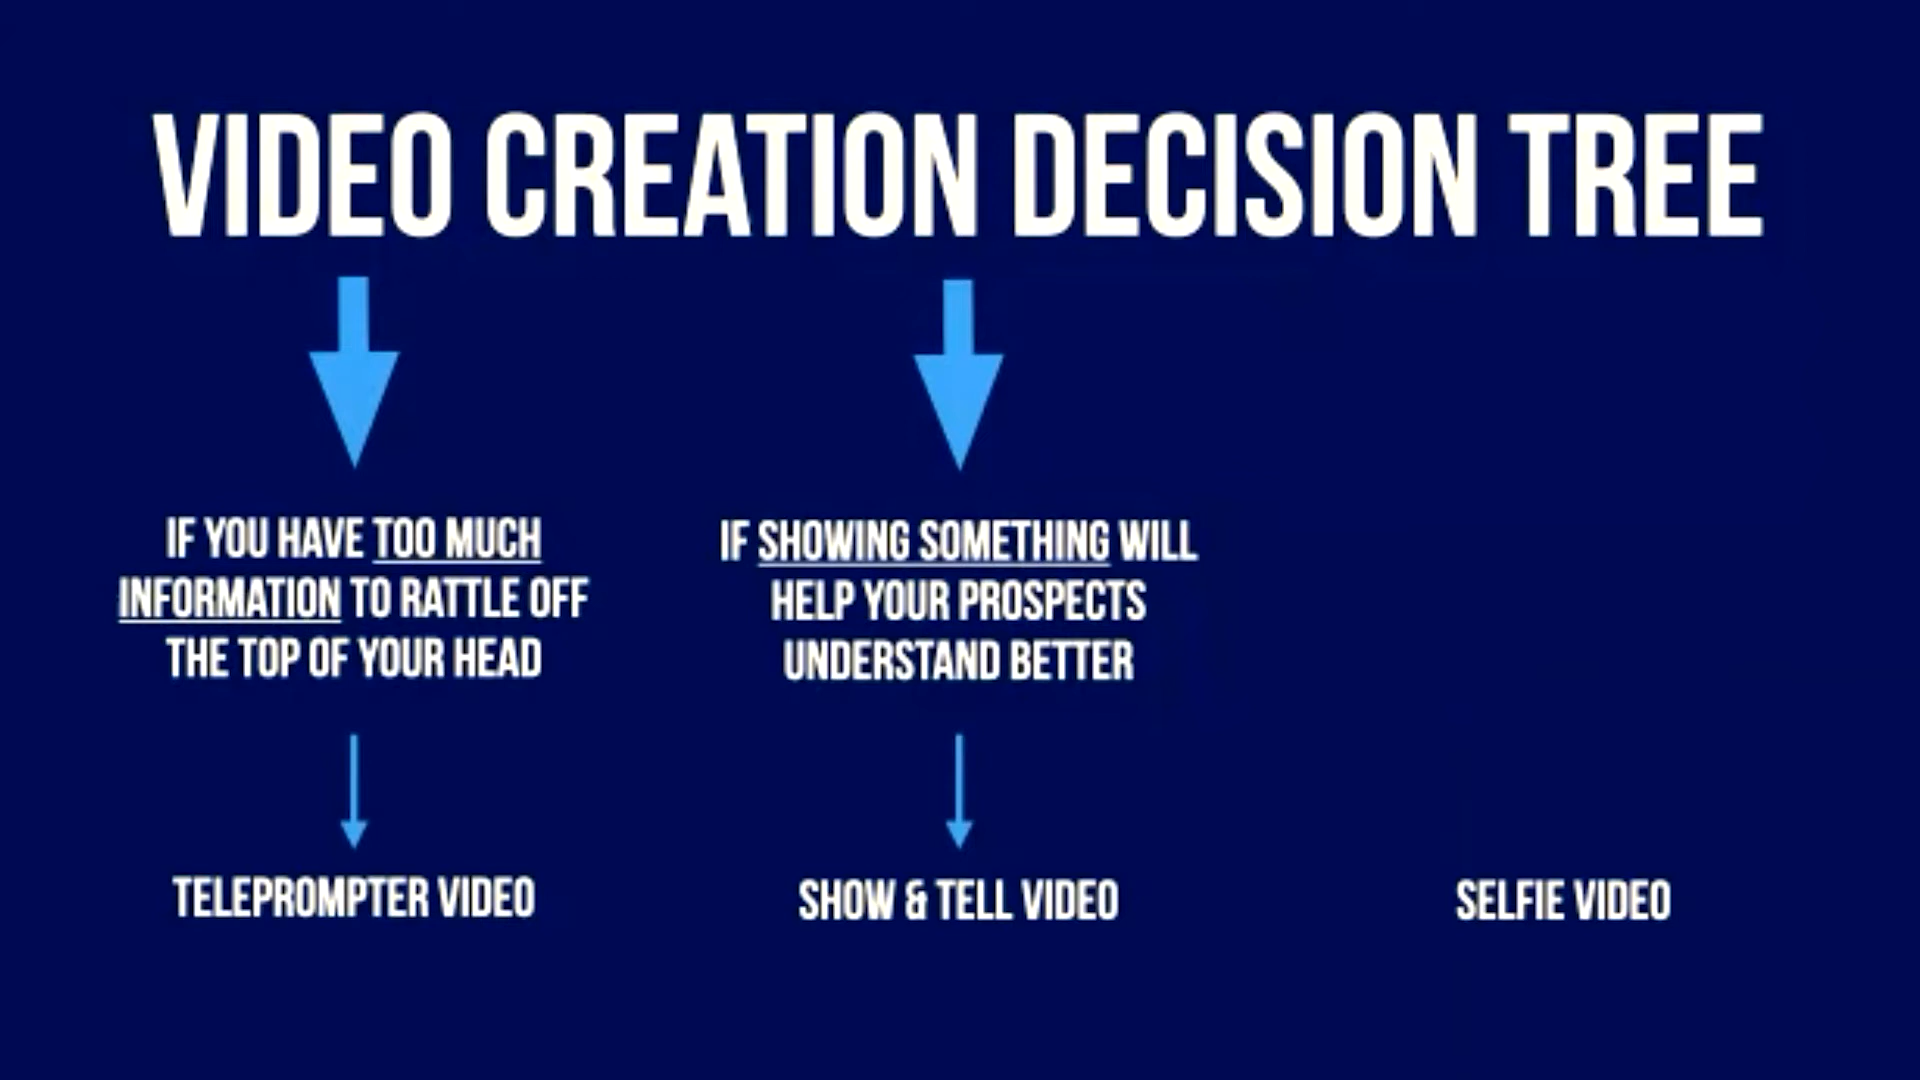 VIDEO CREATION DECISION TREE
IF YOU HAVE TOO MUCH
INFORMATION TO RATTLE OFF
THE TOP OF YOUR HEAD
TELEPROMPTER VIDEO
IF SHOWING SOMETHING WILL
HELP YOUR PROSPECTS
UNDERSTAND BETTER
SHOW & TELL VIDEO
SELFIE VIDEO